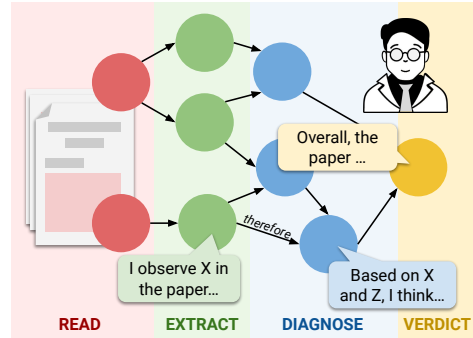 Overall, the
paper ...
therefore
I observe X in
the paper...
Based on X
and Z, I think...
READ
EXTRACT
DIAGNOSE
VERDICT